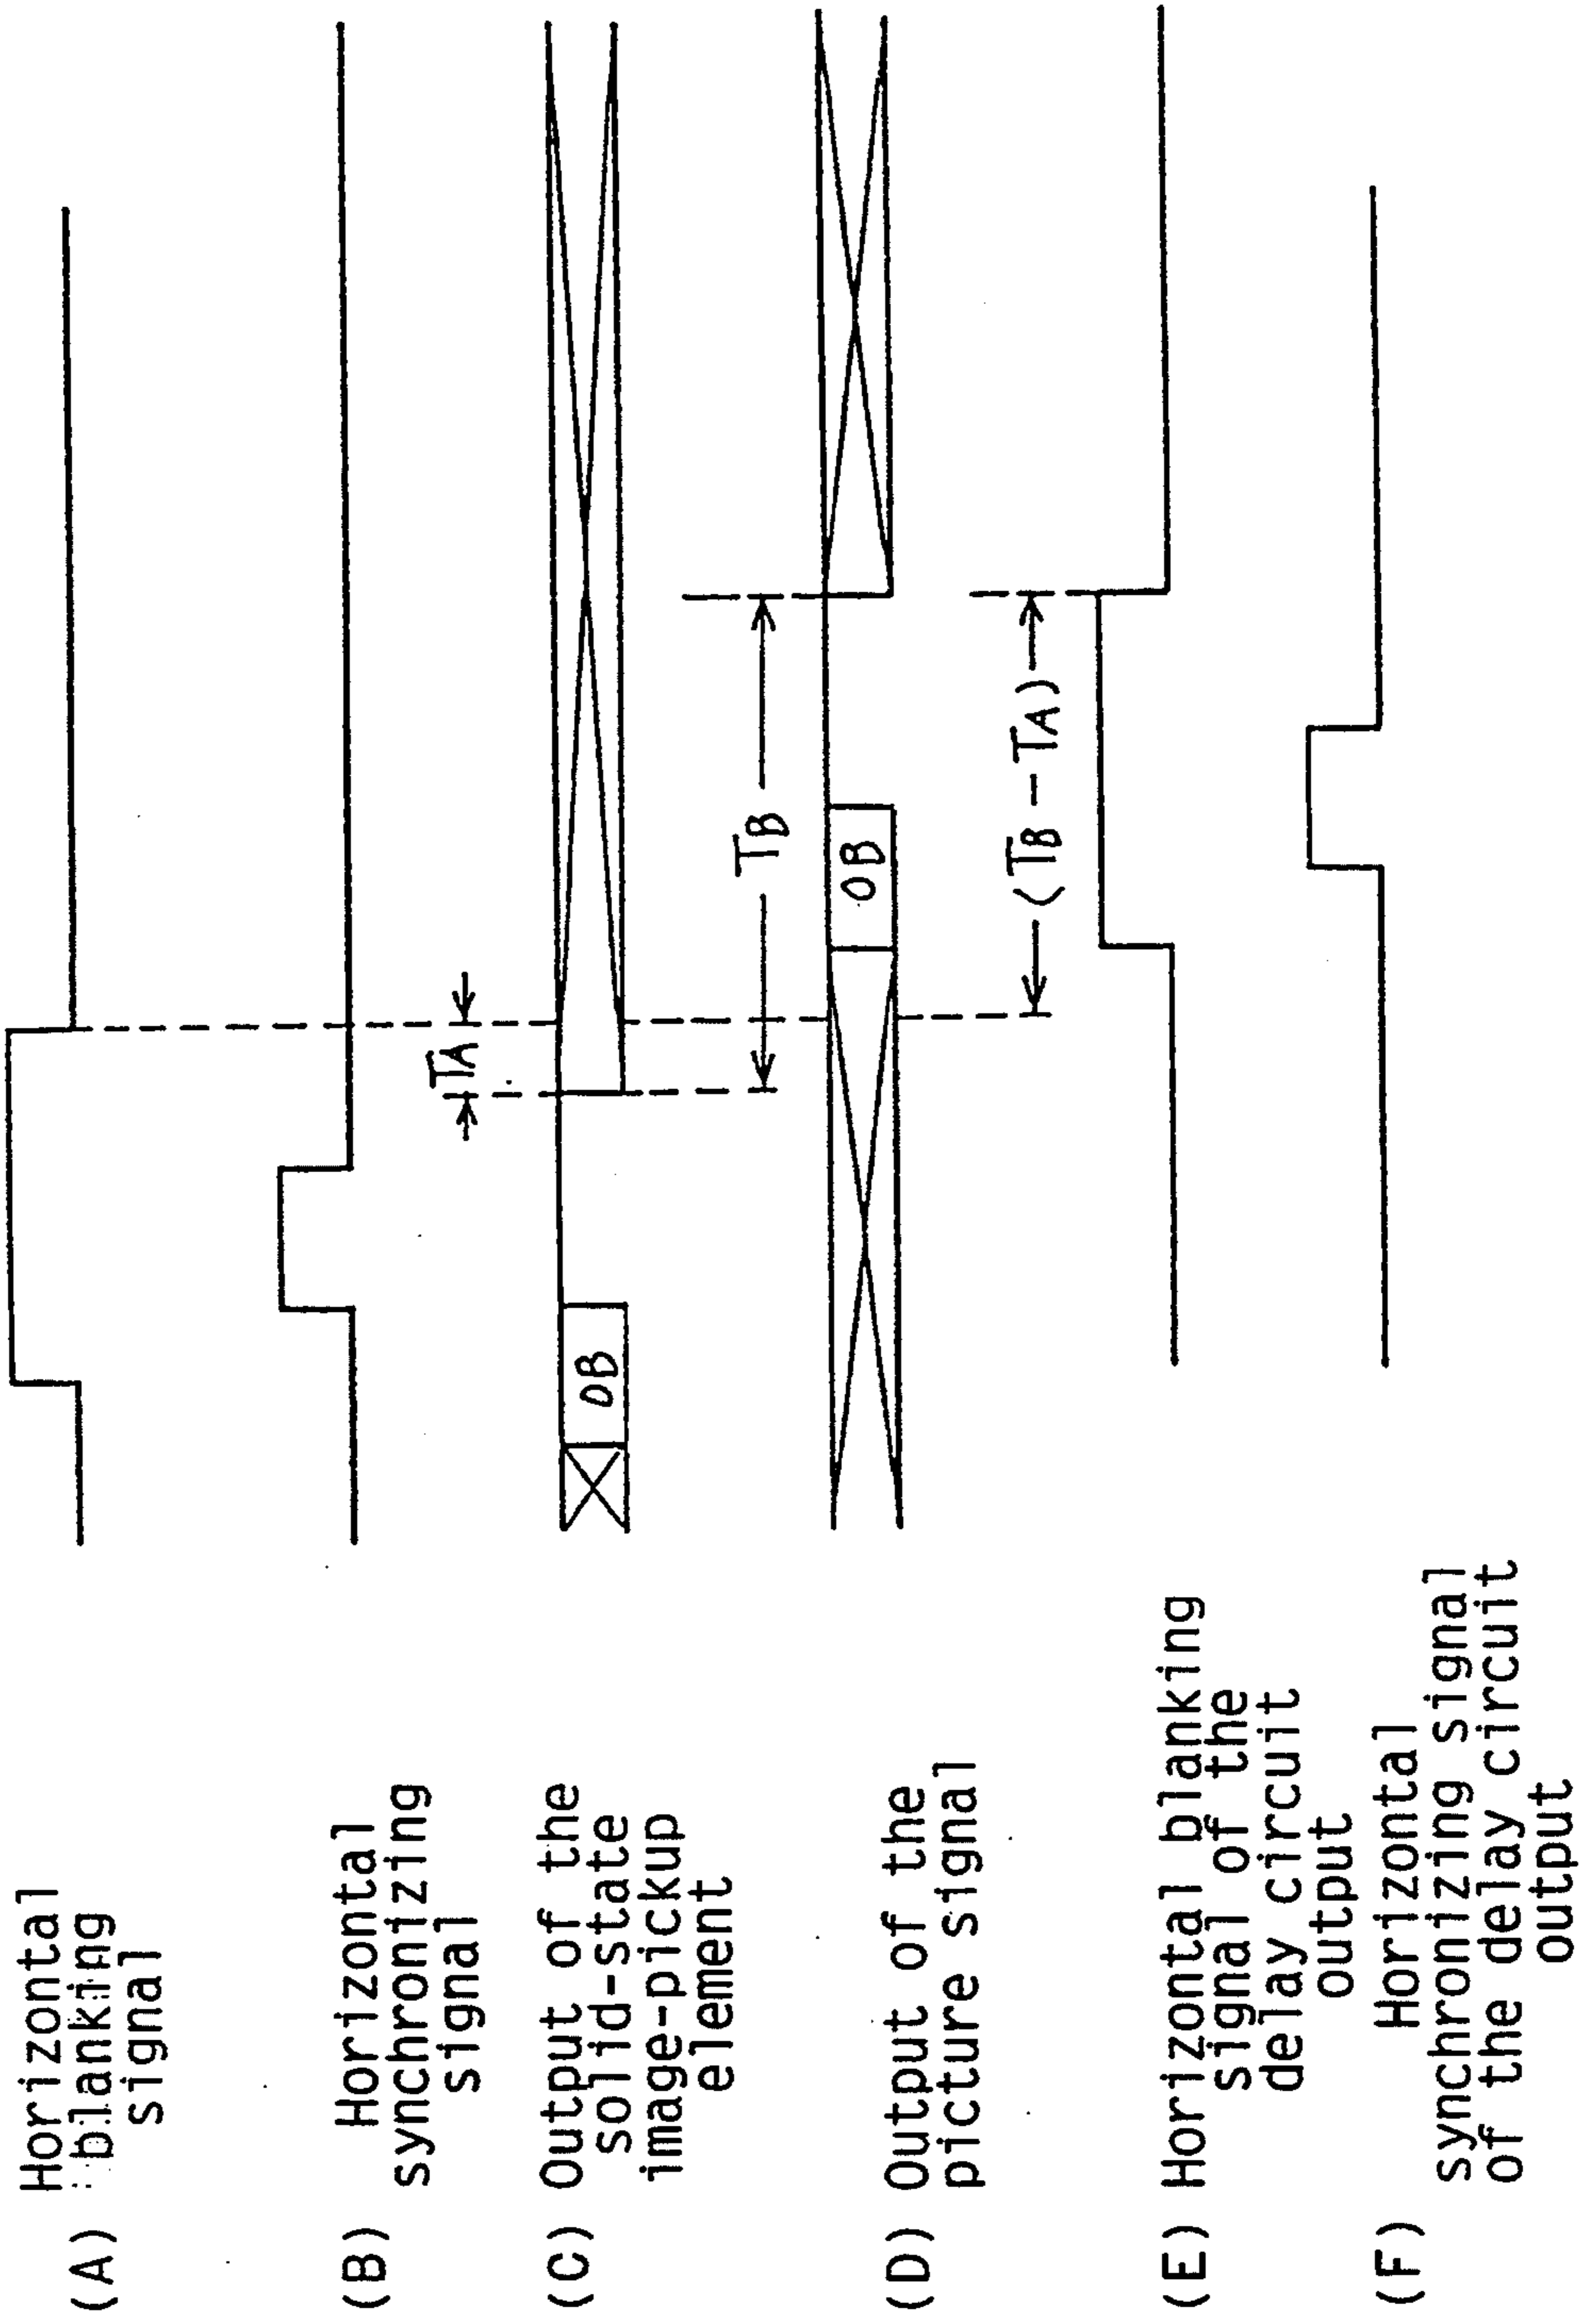 (A) Horizontal
blanking
signal
(B) Horizontal
synchronizing
signal
(C) Output of the
solid-state
image-pickup
element
(D) Output of the
picture signal
(E) Horizontal blanking
signal of the
delay circuit
output
(F) Horizontal
synchronizing signal
of the delay circuit
output
TA
OB
TB
OB
(TB - TA)